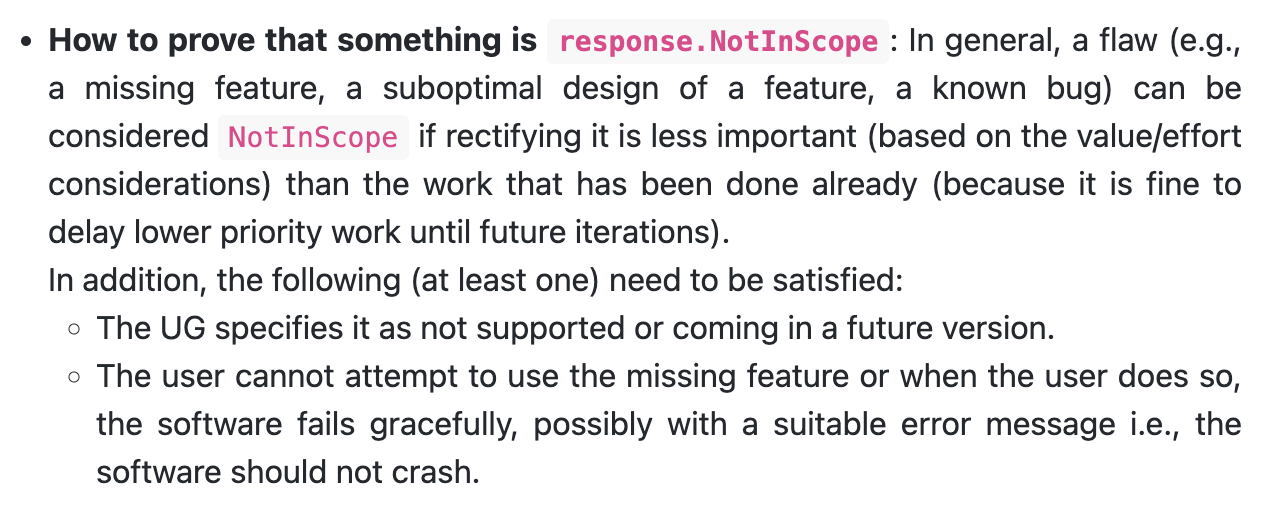 • How to prove that something is response.NotInScope : In general, a flaw (e.g.,
a missing feature, a suboptimal design of a feature, a known bug) can be
considered NotInScope if rectifying it is less important (based on the value/effort
considerations) than the work that has been done already (because it is fine to
delay lower priority work until future iterations).
In addition, the following (at least one) need to be satisfied:
○ The UG specifies it as not supported or coming in a future version.
○ The user cannot attempt to use the missing feature or when the user does so,
the software fails gracefully, possibly with a suitable error message i.e., the
software should not crash.